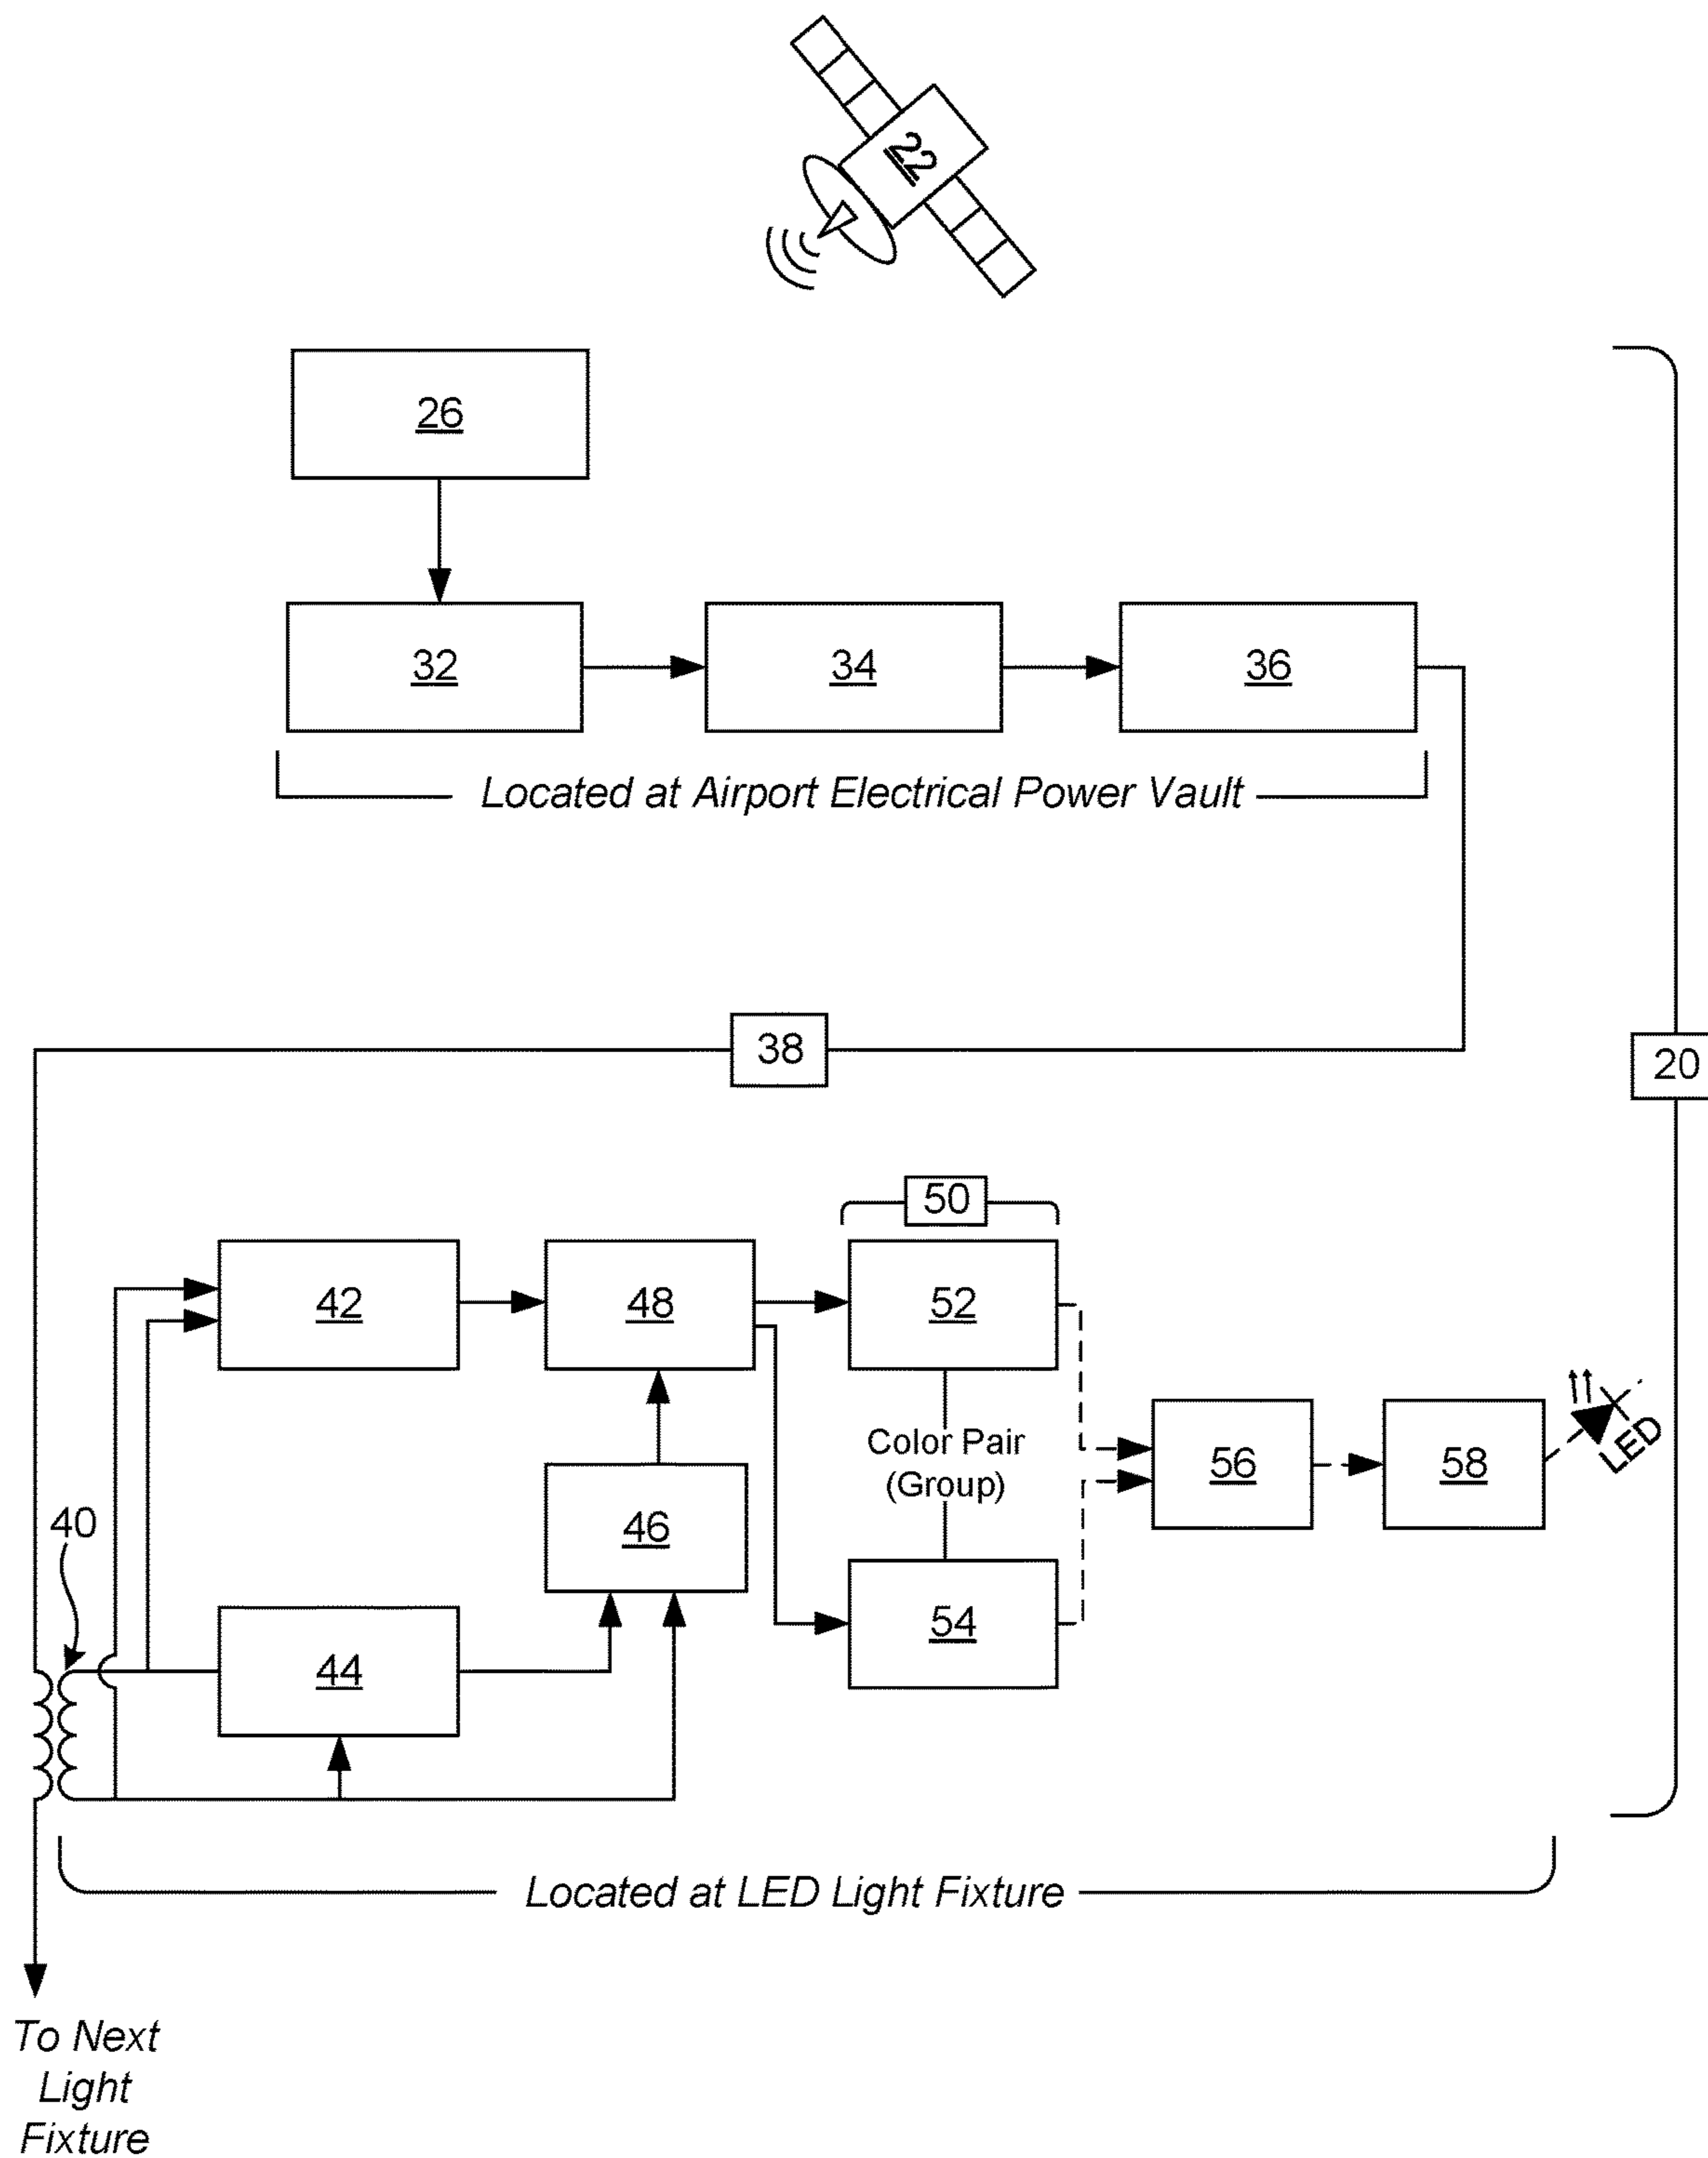 22
26
32
34
36
Located at Airport Electrical Power Vault
38
20
50
42
48
52
Color Pair
(Group)
56
58
LED
40
46
44
54
Located at LED Light Fixture
To Next
Light
Fixture